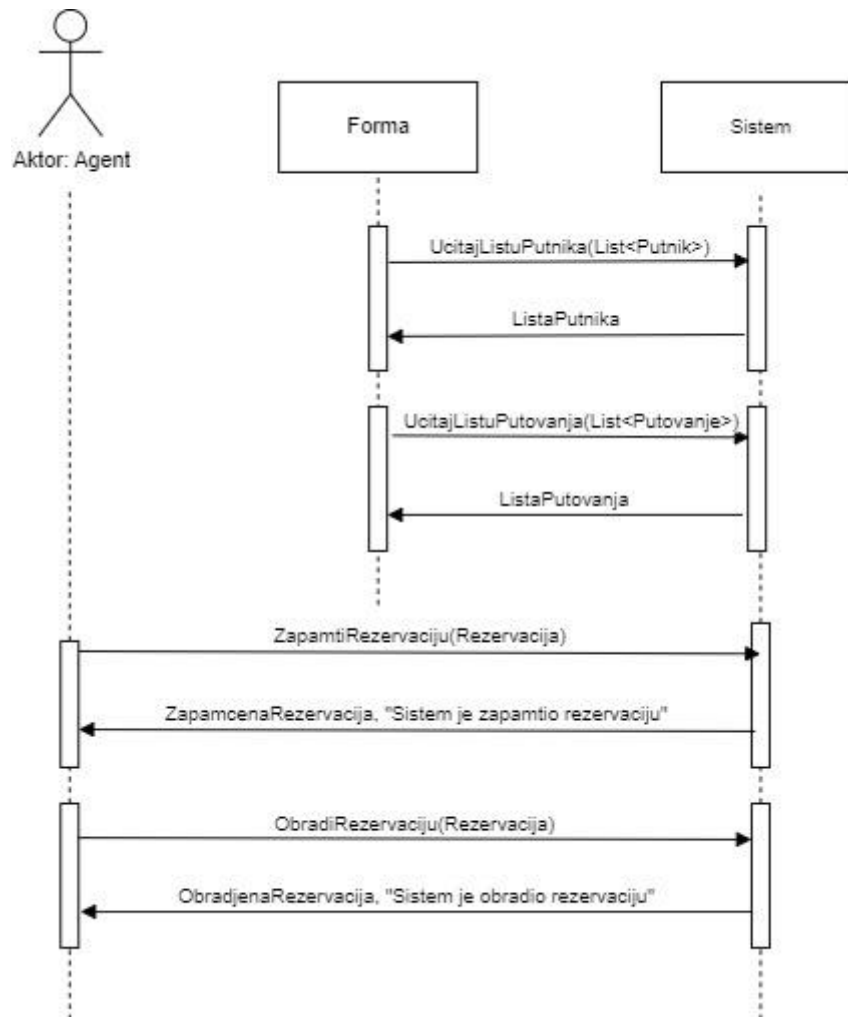 Aktor: Agent
Forma
Sistem
UcitajListuPutnika(List<Putnik>)
ListaPutnika
UcitajListuPutovanja(List<Putovanje>)
ListaPutovanja
ZapamtiRezervaciju(Rezervacija)
ZapamcenaRezervacija, "Sistem je zapamtio rezervaciju"
ObradiRezervaciju(Rezervacija)
ObradjenaRezervacija, "Sistem je obradio rezervaciju"